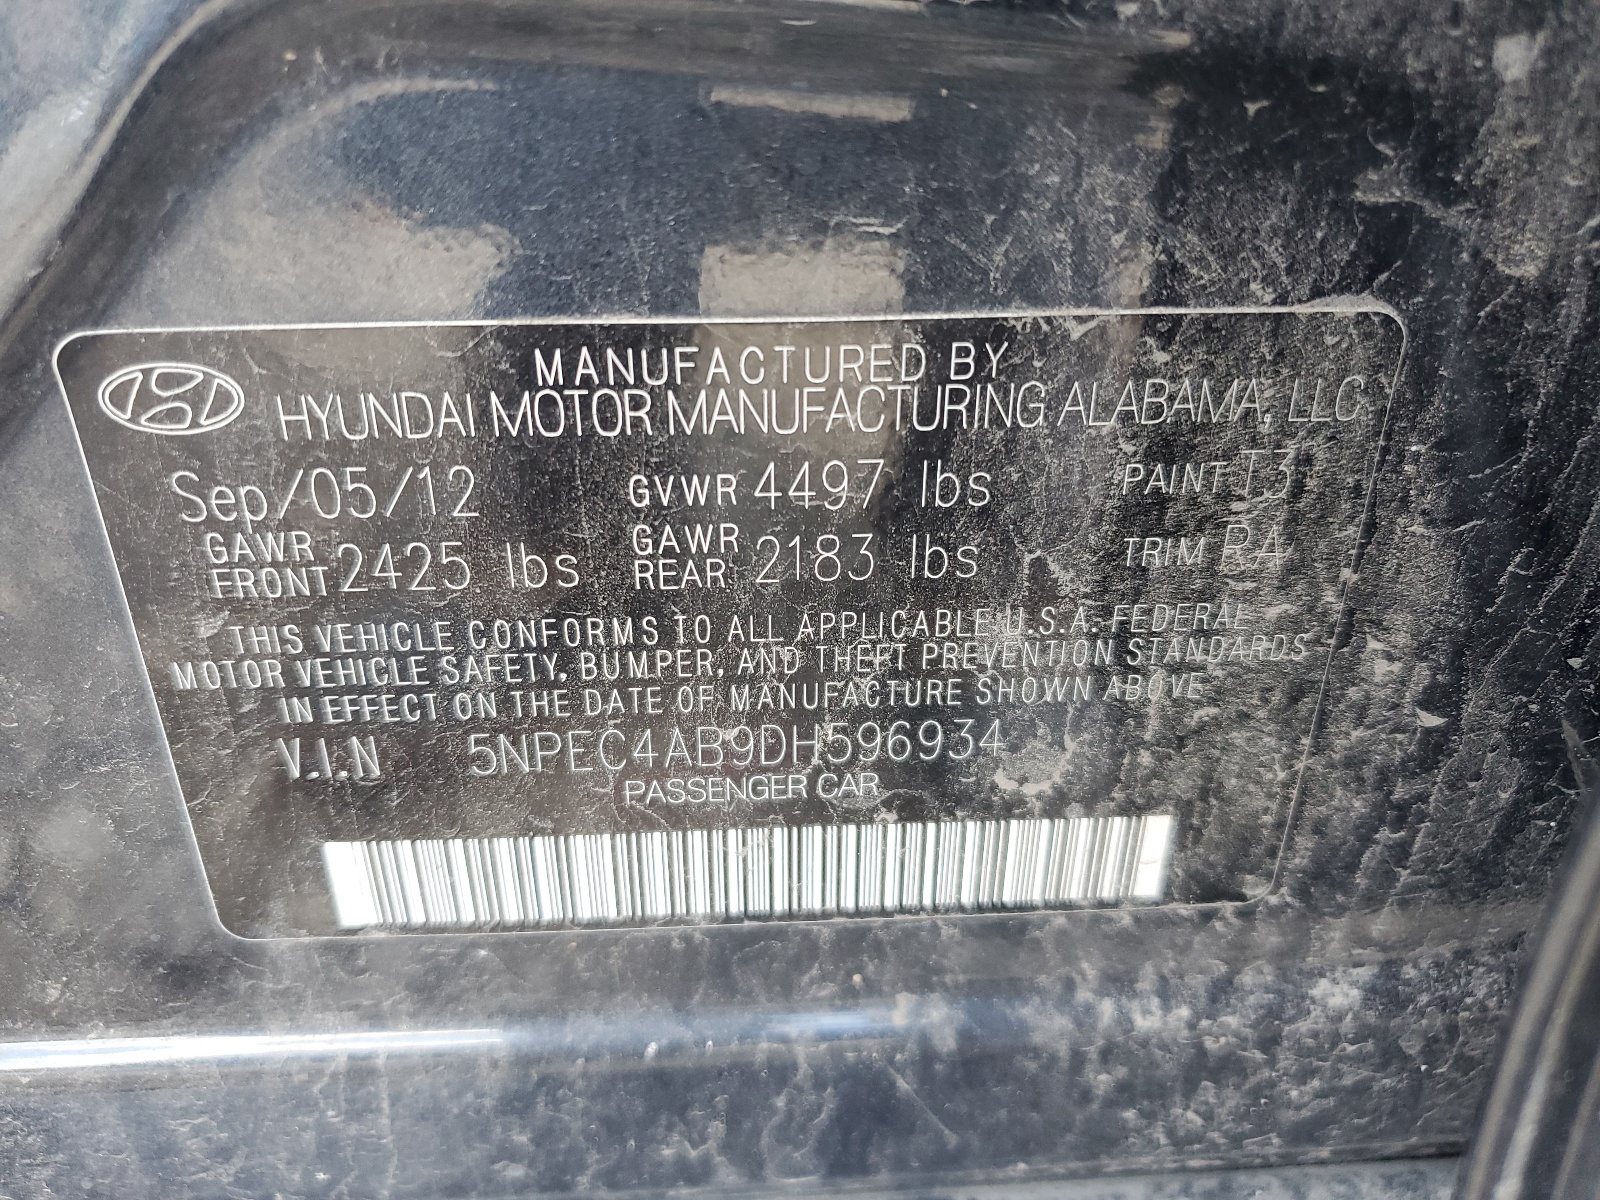 MANUFACTURED BY
HYUNDAI MOTOR MANUFACTURING ALABAMA, LLC
Sep/05/12 GVWR 4497 lbs PAINT T3
GAWR FRONT 2425 lbs GAWR REAR 2183 lbs TRIM RA
THIS VEHICLE CONFORMS TO ALL APPLICABLE U.S.A. FEDERAL
MOTOR VEHICLE SAFETY, BUMPER, AND THEFT PREVENTION STANDARDS
IN EFFECT ON THE DATE OF MANUFACTURE SHOWN ABOVE
V.I.N 5NPEC4AB9DH596934
PASSENGER CAR